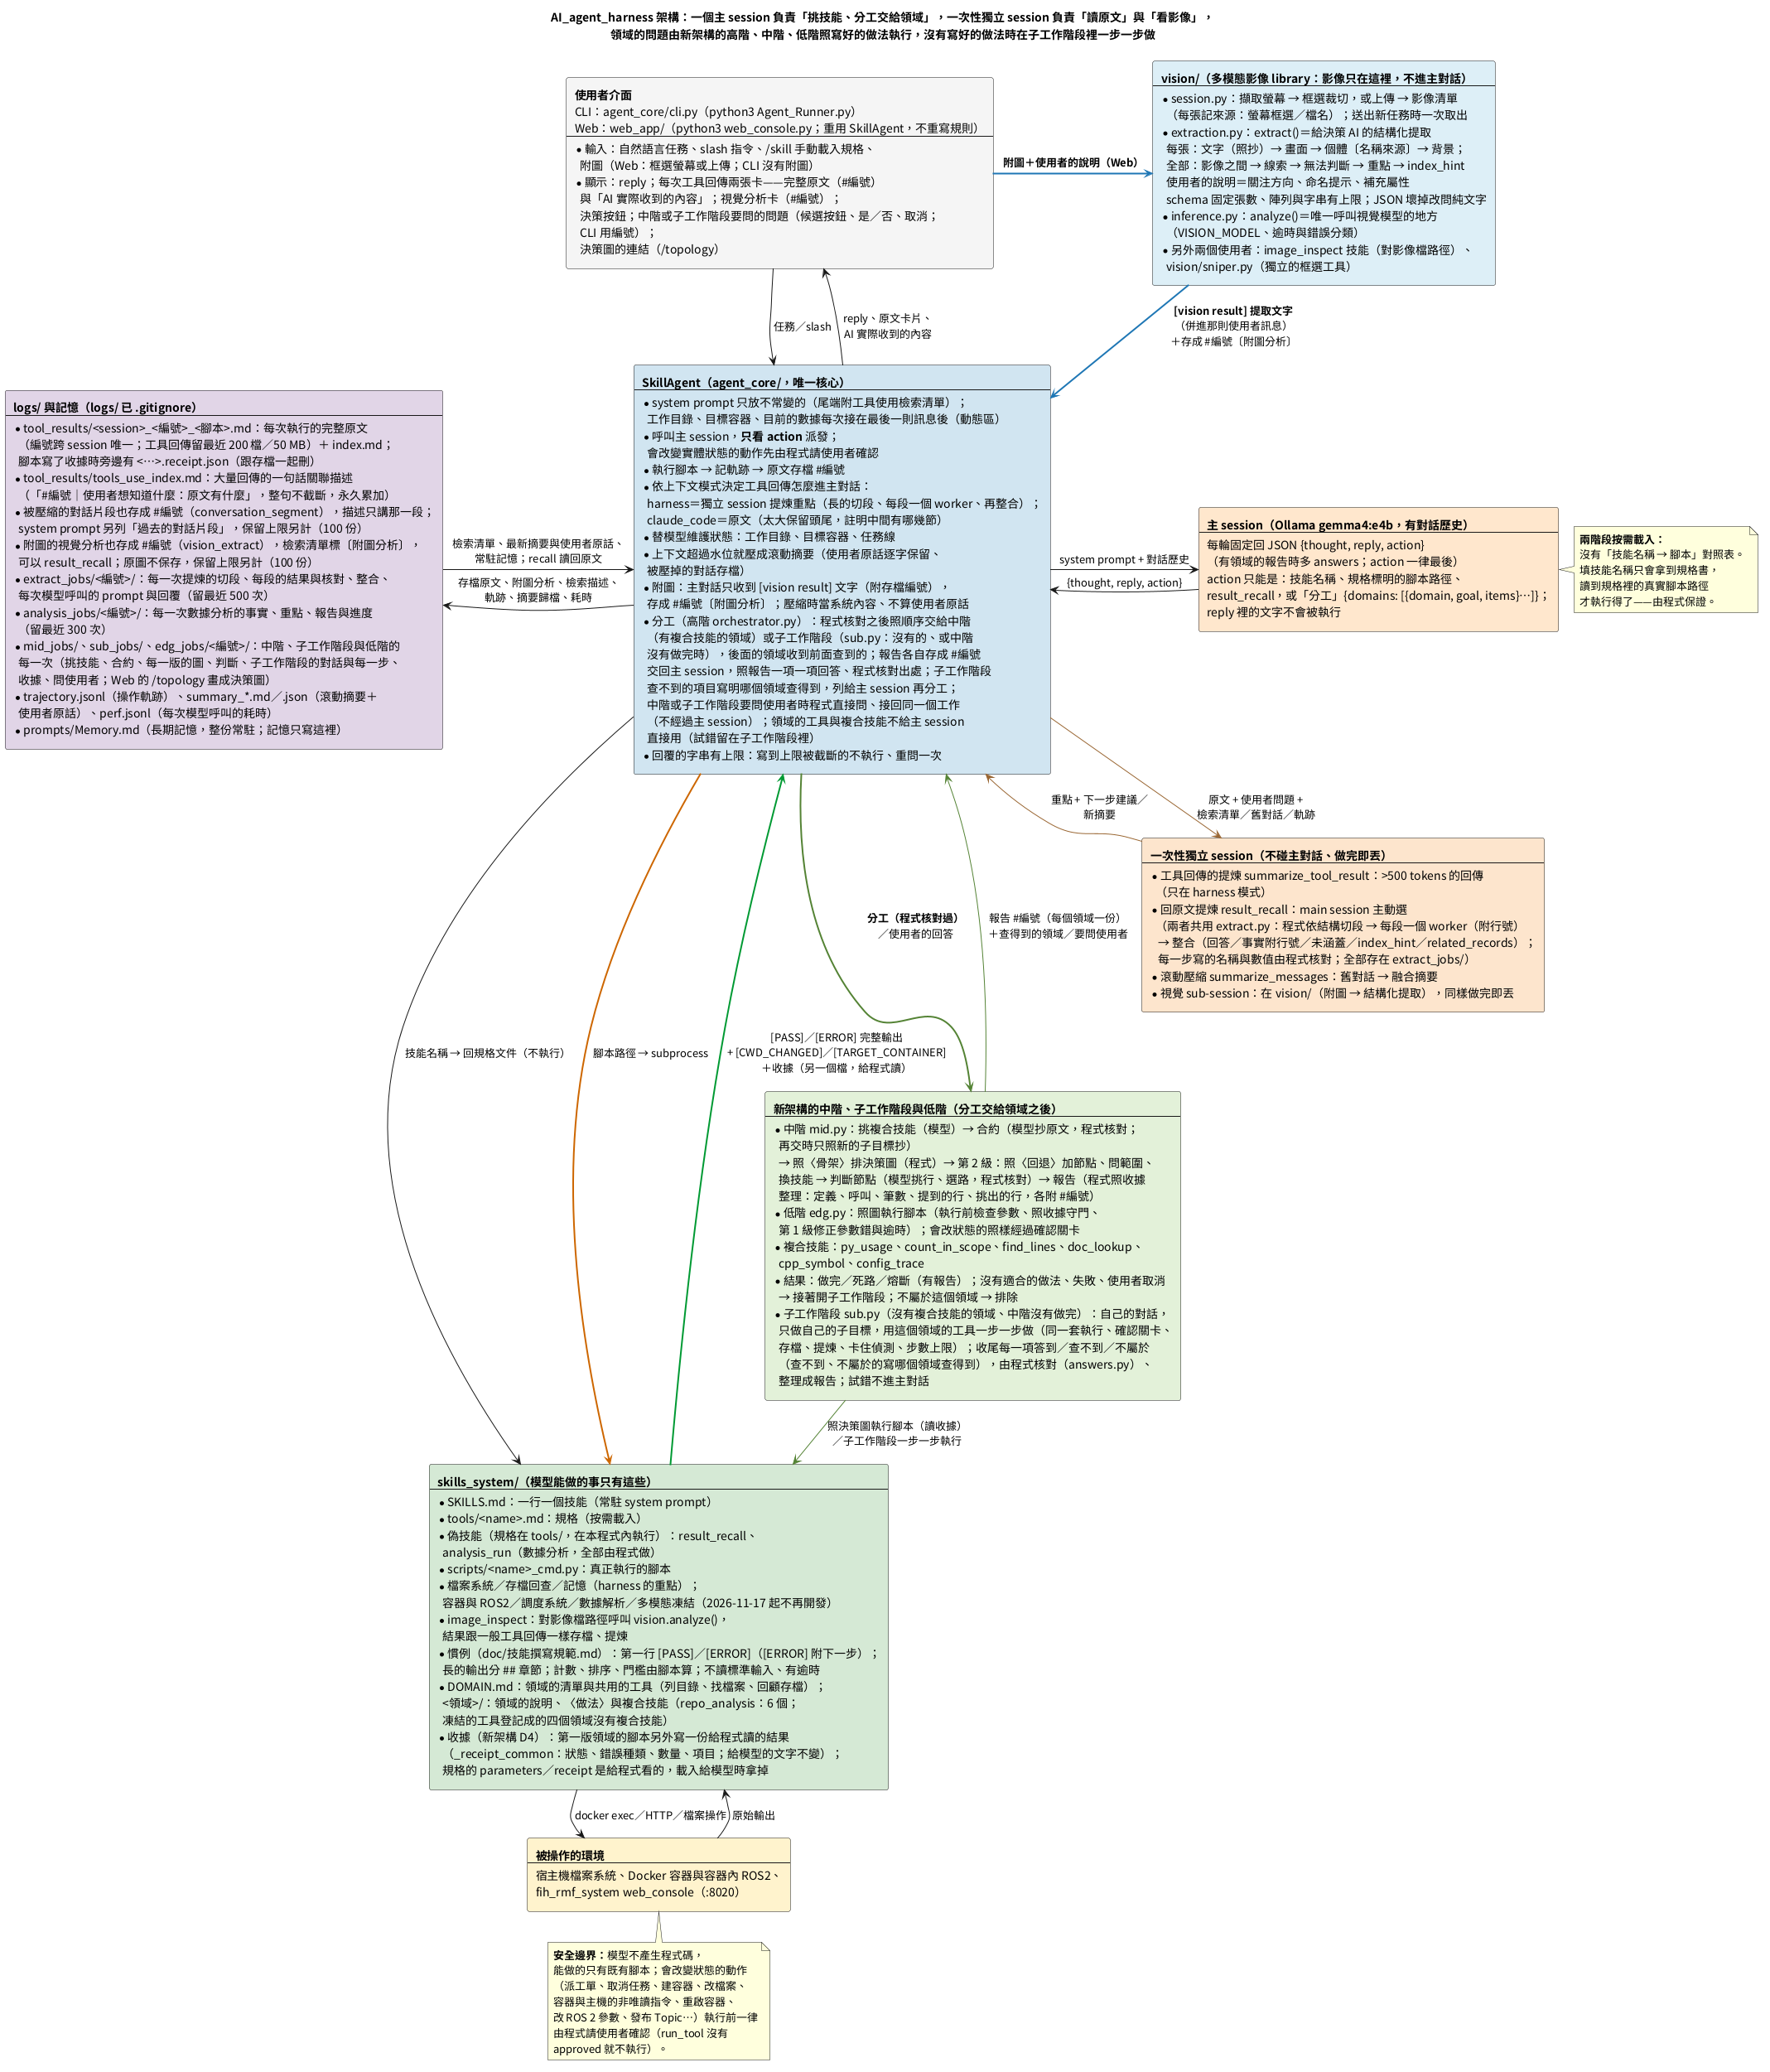 AI_agent_harness 架構：一個主 session 負責「挑技能、分工交給領域」，一次性獨立 session 負責「讀原文」與「看影像」，
領域的問題由新架構的高階、中階、低階照寫好的做法執行，沒有寫好的做法時在子工作階段裡一步一步做
使用者介面
CLI：agent_core/cli.py（python3 Agent_Runner.py）
Web：web_app/（python3 web_console.py；重用 SkillAgent，不重寫規則）
• 輸入：自然語言任務、slash 指令、/skill 手動載入規格、
附圖（Web：框選螢幕或上傳；CLI 沒有附圖）
• 顯示：reply；每次工具回傳兩張卡——完整原文（#編號）
與「AI 實際收到的內容」；視覺分析卡（#編號）；
決策按鈕；中階或子工作階段要問的問題（候選按鈕、是／否、取消；
CLI 用編號）；
決策圖的連結（/topology）
附圖＋使用者的說明（Web）
vision/（多模態影像 library：影像只在這裡，不進主對話）
• session.py：擷取螢幕 → 框選裁切，或上傳 → 影像清單
（每張記來源：螢幕框選／檔名）；送出新任務時一次取出
• extraction.py：extract()＝給決策 AI 的結構化提取
每張：文字（照抄）→ 畫面 → 個體〔名稱來源〕→ 背景；
全部：影像之間 → 線索 → 無法判斷 → 重點 → index_hint
使用者的說明＝關注方向、命名提示、補充屬性
schema 固定張數、陣列與字串有上限；JSON 壞掉改問純文字
• inference.py：analyze()＝唯一呼叫視覺模型的地方
（VISION_MODEL、逾時與錯誤分類）
• 另外兩個使用者：image_inspect 技能（對影像檔路徑）、
vision/sniper.py（獨立的框選工具）
任務／slash
reply、原文卡片、
AI 實際收到的內容
[vision result] 提取文字
（併進那則使用者訊息）
＋存成 #編號〔附圖分析〕
logs/ 與記憶（logs/ 已 .gitignore）
• tool_results/<session>_<編號>_<腳本>.md：每次執行的完整原文
（編號跨 session 唯一；工具回傳留最近 200 檔／50 MB）＋ index.md；
腳本寫了收據時旁邊有 <…>.receipt.json（跟存檔一起刪）
• tool_results/tools_use_index.md：大量回傳的一句話關聯描述
（「#編號｜使用者想知道什麼：原文有什麼」，整句不截斷，永久累加）
• 被壓縮的對話片段也存成 #編號（conversation_segment），描述只講那一段；
system prompt 另列「過去的對話片段」，保留上限另計（100 份）
• 附圖的視覺分析也存成 #編號（vision_extract），檢索清單標〔附圖分析〕，
可以 result_recall；原圖不保存，保留上限另計（100 份）
• extract_jobs/<編號>/：每一次提煉的切段、每段的結果與核對、整合、
每次模型呼叫的 prompt 與回覆（留最近 500 次）
• analysis_jobs/<編號>/：每一次數據分析的事實、重點、報告與進度
（留最近 300 次）
• mid_jobs/、sub_jobs/、edg_jobs/<編號>/：中階、子工作階段與低階的
每一次（挑技能、合約、每一版的圖、判斷、子工作階段的對話與每一步、
收據、問使用者；Web 的 /topology 畫成決策圖）
• trajectory.jsonl（操作軌跡）、summary_*.md／.json（滾動摘要＋
使用者原話）、perf.jsonl（每次模型呼叫的耗時）
• prompts/Memory.md（長期記憶，整份常駐；記憶只寫這裡）
檢索清單、最新摘要與使用者原話、
常駐記憶；recall 讀回原文
存檔原文、附圖分析、檢索描述、
軌跡、摘要歸檔、耗時
SkillAgent（agent_core/，唯一核心）
• system prompt 只放不常變的（尾端附工具使用檢索清單）；
工作目錄、目標容器、目前的數據每次接在最後一則訊息後（動態區）
• 呼叫主 session，只看 action 派發；
會改變實體狀態的動作先由程式請使用者確認
• 執行腳本 → 記軌跡 → 原文存檔 #編號
• 依上下文模式決定工具回傳怎麼進主對話：
harness＝獨立 session 提煉重點（長的切段、每段一個 worker、再整合）；
claude_code＝原文（太大保留頭尾，註明中間有哪幾節）
• 替模型維護狀態：工作目錄、目標容器、任務線
• 上下文超過水位就壓成滾動摘要（使用者原話逐字保留、
被壓掉的對話存檔）
• 附圖：主對話只收到 [vision result] 文字（附存檔編號），
存成 #編號〔附圖分析〕；壓縮時當系統內容、不算使用者原話
• 分工（高階 orchestrator.py）：程式核對之後照順序交給中階
（有複合技能的領域）或子工作階段（sub.py：沒有的、或中階
沒有做完時），後面的領域收到前面查到的；報告各自存成 #編號
交回主 session，照報告一項一項回答、程式核對出處；子工作階段
查不到的項目寫明哪個領域查得到，列給主 session 再分工；
中階或子工作階段要問使用者時程式直接問、接回同一個工作
（不經過主 session）；領域的工具與複合技能不給主 session
直接用（試錯留在子工作階段裡）
• 回覆的字串有上限：寫到上限被截斷的不執行、重問一次
system prompt + 對話歷史
{thought, reply, action}
主 session（Ollama gemma4:e4b，有對話歷史）
每輪固定回 JSON {thought, reply, action}
（有領域的報告時多 answers；action 一律最後）
action 只能是：技能名稱、規格標明的腳本路徑、
result_recall，或「分工」{domains: [{domain, goal, items}…]}；
reply 裡的文字不會被執行
兩階段按需載入：
沒有「技能名稱 → 腳本」對照表。
填技能名稱只會拿到規格書，
讀到規格裡的真實腳本路徑
才執行得了——由程式保證。
重點 + 下一步建議／
新摘要
原文 + 使用者問題 +
檢索清單／舊對話／軌跡
一次性獨立 session（不碰主對話、做完即丟）
• 工具回傳的提煉 summarize_tool_result：>500 tokens 的回傳
（只在 harness 模式）
• 回原文提煉 result_recall：main session 主動選
（兩者共用 extract.py：程式依結構切段 → 每段一個 worker（附行號）
→ 整合（回答／事實附行號／未涵蓋／index_hint／related_records）；
每一步寫的名稱與數值由程式核對；全部存在 extract_jobs/）
• 滾動壓縮 summarize_messages：舊對話 → 融合摘要
• 視覺 sub-session：在 vision/（附圖 → 結構化提取），同樣做完即丟
分工（程式核對過）
／使用者的回答
報告 #編號（每個領域一份）
＋查得到的領域／要問使用者
技能名稱 → 回規格文件（不執行）
腳本路徑 → subprocess
[PASS]／[ERROR] 完整輸出
+ [CWD_CHANGED]／[TARGET_CONTAINER]
＋收據（另一個檔，給程式讀）
新架構的中階、子工作階段與低階（分工交給領域之後）
• 中階 mid.py：挑複合技能（模型）→ 合約（模型抄原文，程式核對；
再交時只照新的子目標抄）
→ 照〈骨架〉排決策圖（程式）→ 第 2 級：照〈回退〉加節點、問範圍、
換技能 → 判斷節點（模型挑行、選路，程式核對）→ 報告（程式照收據
整理：定義、呼叫、筆數、提到的行、挑出的行，各附 #編號）
• 低階 edg.py：照圖執行腳本（執行前檢查參數、照收據守門、
第 1 級修正參數錯與逾時）；會改狀態的照樣經過確認關卡
• 複合技能：py_usage、count_in_scope、find_lines、doc_lookup、
cpp_symbol、config_trace
• 結果：做完／死路／熔斷（有報告）；沒有適合的做法、失敗、使用者取消
→ 接著開子工作階段；不屬於這個領域 → 排除
• 子工作階段 sub.py（沒有複合技能的領域、中階沒有做完）：自己的對話，
只做自己的子目標，用這個領域的工具一步一步做（同一套執行、確認關卡、
存檔、提煉、卡住偵測、步數上限）；收尾每一項答到／查不到／不屬於
（查不到、不屬於的寫哪個領域查得到），由程式核對（answers.py）、
整理成報告；試錯不進主對話
照決策圖執行腳本（讀收據）
／子工作階段一步一步執行
skills_system/（模型能做的事只有這些）
• SKILLS.md：一行一個技能（常駐 system prompt）
• tools/<name>.md：規格（按需載入）
• 偽技能（規格在 tools/，在本程式內執行）：result_recall、
analysis_run（數據分析，全部由程式做）
• scripts/<name>_cmd.py：真正執行的腳本
• 檔案系統／存檔回查／記憶（harness 的重點）；
容器與 ROS2／調度系統／數據解析／多模態凍結（2026-11-17 起不再開發）
• image_inspect：對影像檔路徑呼叫 vision.analyze()，
結果跟一般工具回傳一樣存檔、提煉
• 慣例（doc/技能撰寫規範.md）：第一行 [PASS]／[ERROR]（[ERROR] 附下一步）；
長的輸出分 ## 章節；計數、排序、門檻由腳本算；不讀標準輸入、有逾時
• DOMAIN.md：領域的清單與共用的工具（列目錄、找檔案、回顧存檔）；
<領域>/：領域的說明、〈做法〉與複合技能（repo_analysis：6 個；
凍結的工具登記成的四個領域沒有複合技能）
• 收據（新架構 D4）：第一版領域的腳本另外寫一份給程式讀的結果
（_receipt_common：狀態、錯誤種類、數量、項目；給模型的文字不變）；
規格的 parameters／receipt 是給程式看的，載入給模型時拿掉
docker exec／HTTP／檔案操作
原始輸出
被操作的環境
宿主機檔案系統、Docker 容器與容器內 ROS2、
fih_rmf_system web_console（:8020）
安全邊界：模型不產生程式碼，
能做的只有既有腳本；會改變狀態的動作
（派工單、取消任務、建容器、改檔案、
容器與主機的非唯讀指令、重啟容器、
改 ROS 2 參數、發布 Topic…）執行前一律
由程式請使用者確認（run_tool 沒有
approved 就不執行）。